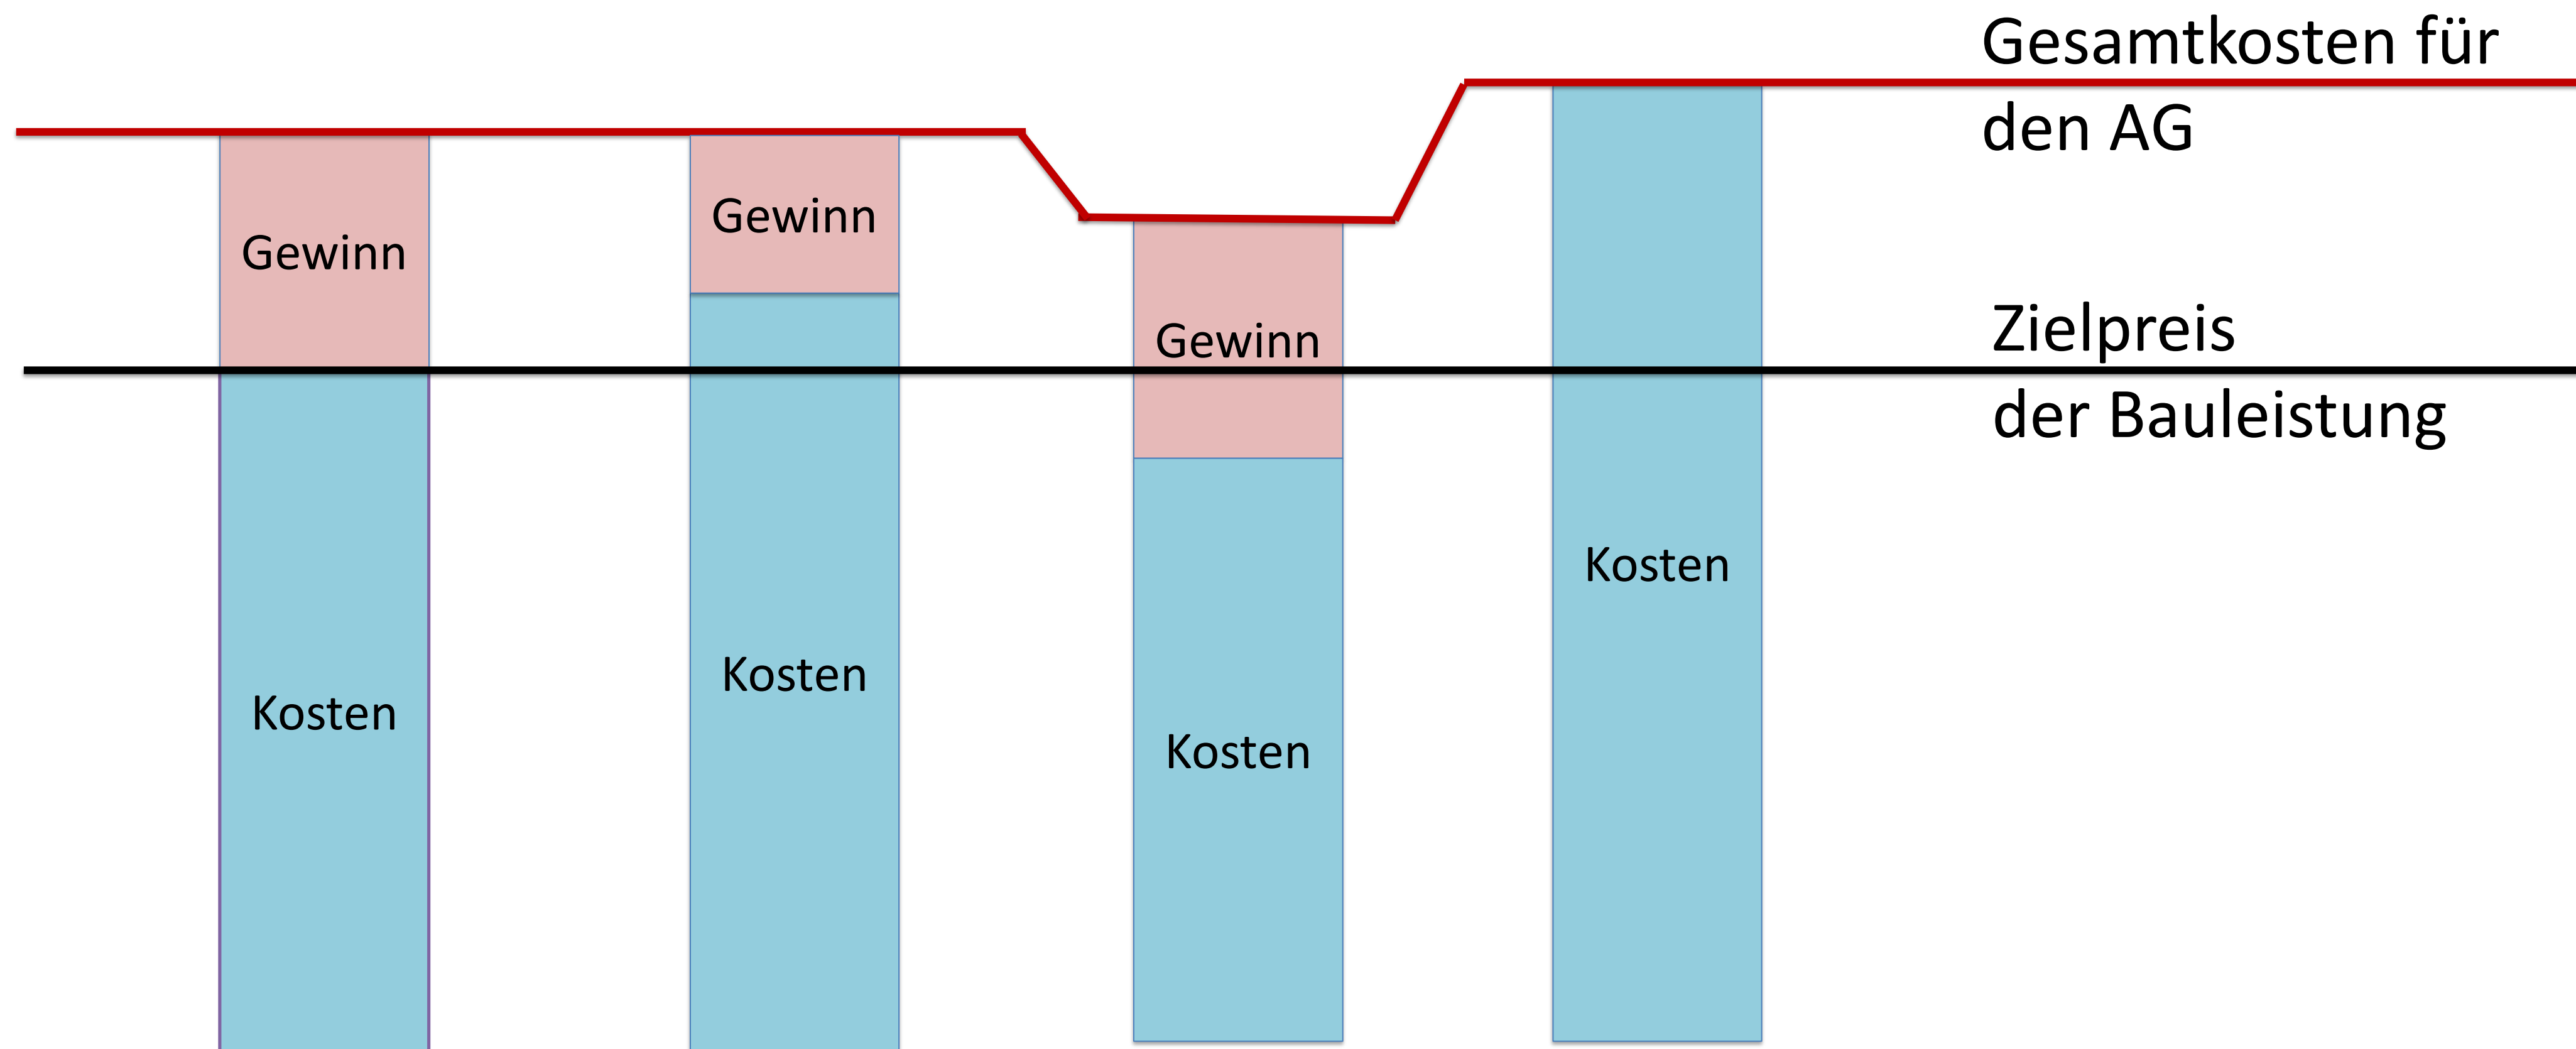 Gesamtkosten für
den AG
Gewinn
Gewinn
Gewinn
Zielpreis
der Bauleistung
Kosten
Kosten
Kosten
Kosten